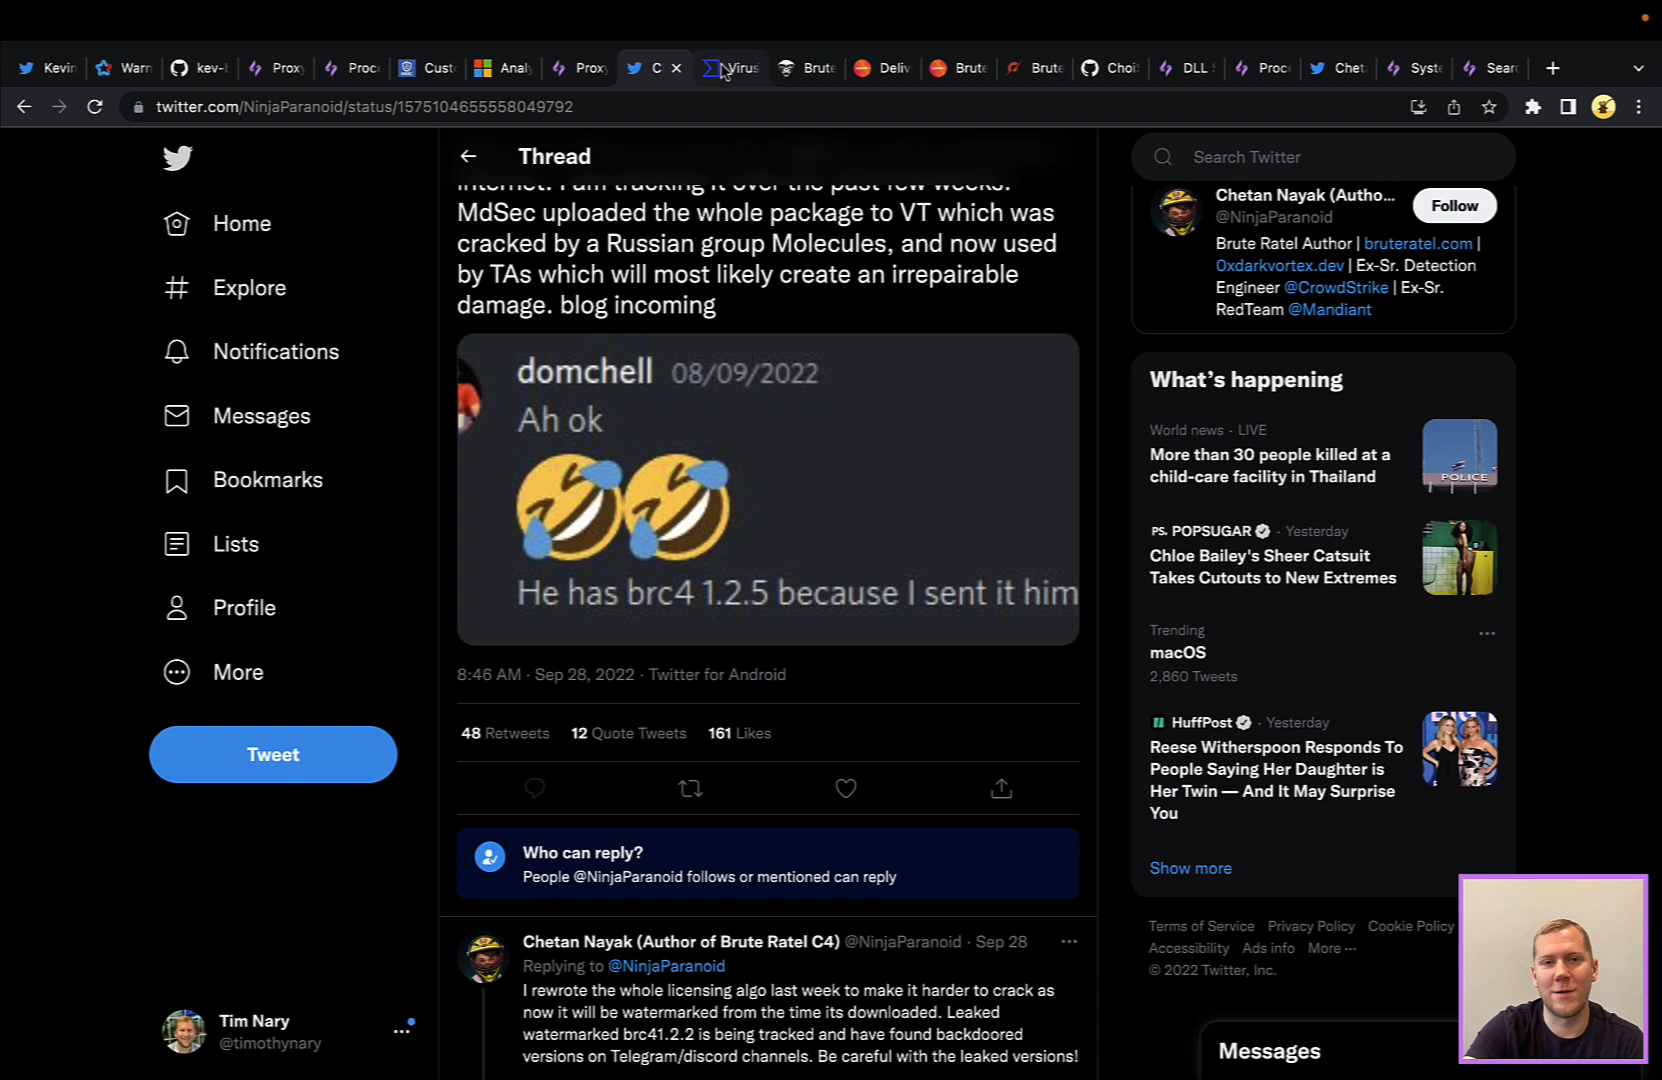 Kevin
Warn
kev-b
Proxy
Proce
Custo
Analy
Proxy
C
Virus
Brute
Deliv
Brute
Brute
Choi
DLL
Proce
Cheta
Syste
Searc
twitter.com/NinjaParanoid/status/1575104655558049792
Home
Explore
Notifications
Messages
Bookmarks
Lists
Profile
More
Tweet
Tim Nary
@timothynary
Thread
internet. I am tracking it over the past few weeks.
MdSec uploaded the whole package to VT which was
cracked by a Russian group Molecules, and now used
by TAs which will most likely create an irrepairable
damage. blog incoming
domchell 08/09/2022
Ah ok
He has brc4 1.2.5 because I sent it him
8:46 AM · Sep 28, 2022 · Twitter for Android
48 Retweets 12 Quote Tweets 161 Likes
Who can reply?
People @NinjaParanoid follows or mentioned can reply
Chetan Nayak (Author of Brute Ratel C4) @NinjaParanoid · Sep 28
Replying to @NinjaParanoid
I rewrote the whole licensing algo last week to make it harder to crack as
now it will be watermarked from the time its downloaded. Leaked
watermarked brc41.2.2 is being tracked and have found backdoored
versions on Telegram/discord channels. Be careful with the leaked versions!
Search Twitter
Chetan Nayak (Autho...
@NinjaParanoid
Follow
Brute Ratel Author | bruteratel.com |
0xdarkvortex.dev | Ex-Sr. Detection
Engineer @CrowdStrike | Ex-Sr.
RedTeam @Mandiant
What's happening
World news · LIVE
More than 30 people killed at a
child-care facility in Thailand
POLICE
PS. POPSUGAR · Yesterday
Chloe Bailey's Sheer Catsuit
Takes Cutouts to New Extremes
Trending
macOS
2,860 Tweets
HuffPost · Yesterday
Reese Witherspoon Responds To
People Saying Her Daughter is
Her Twin — And It May Surprise
You
Show more
Terms of Service Privacy Policy Cookie Policy
Accessibility Ads info More ···
© 2022 Twitter, Inc.
Messages